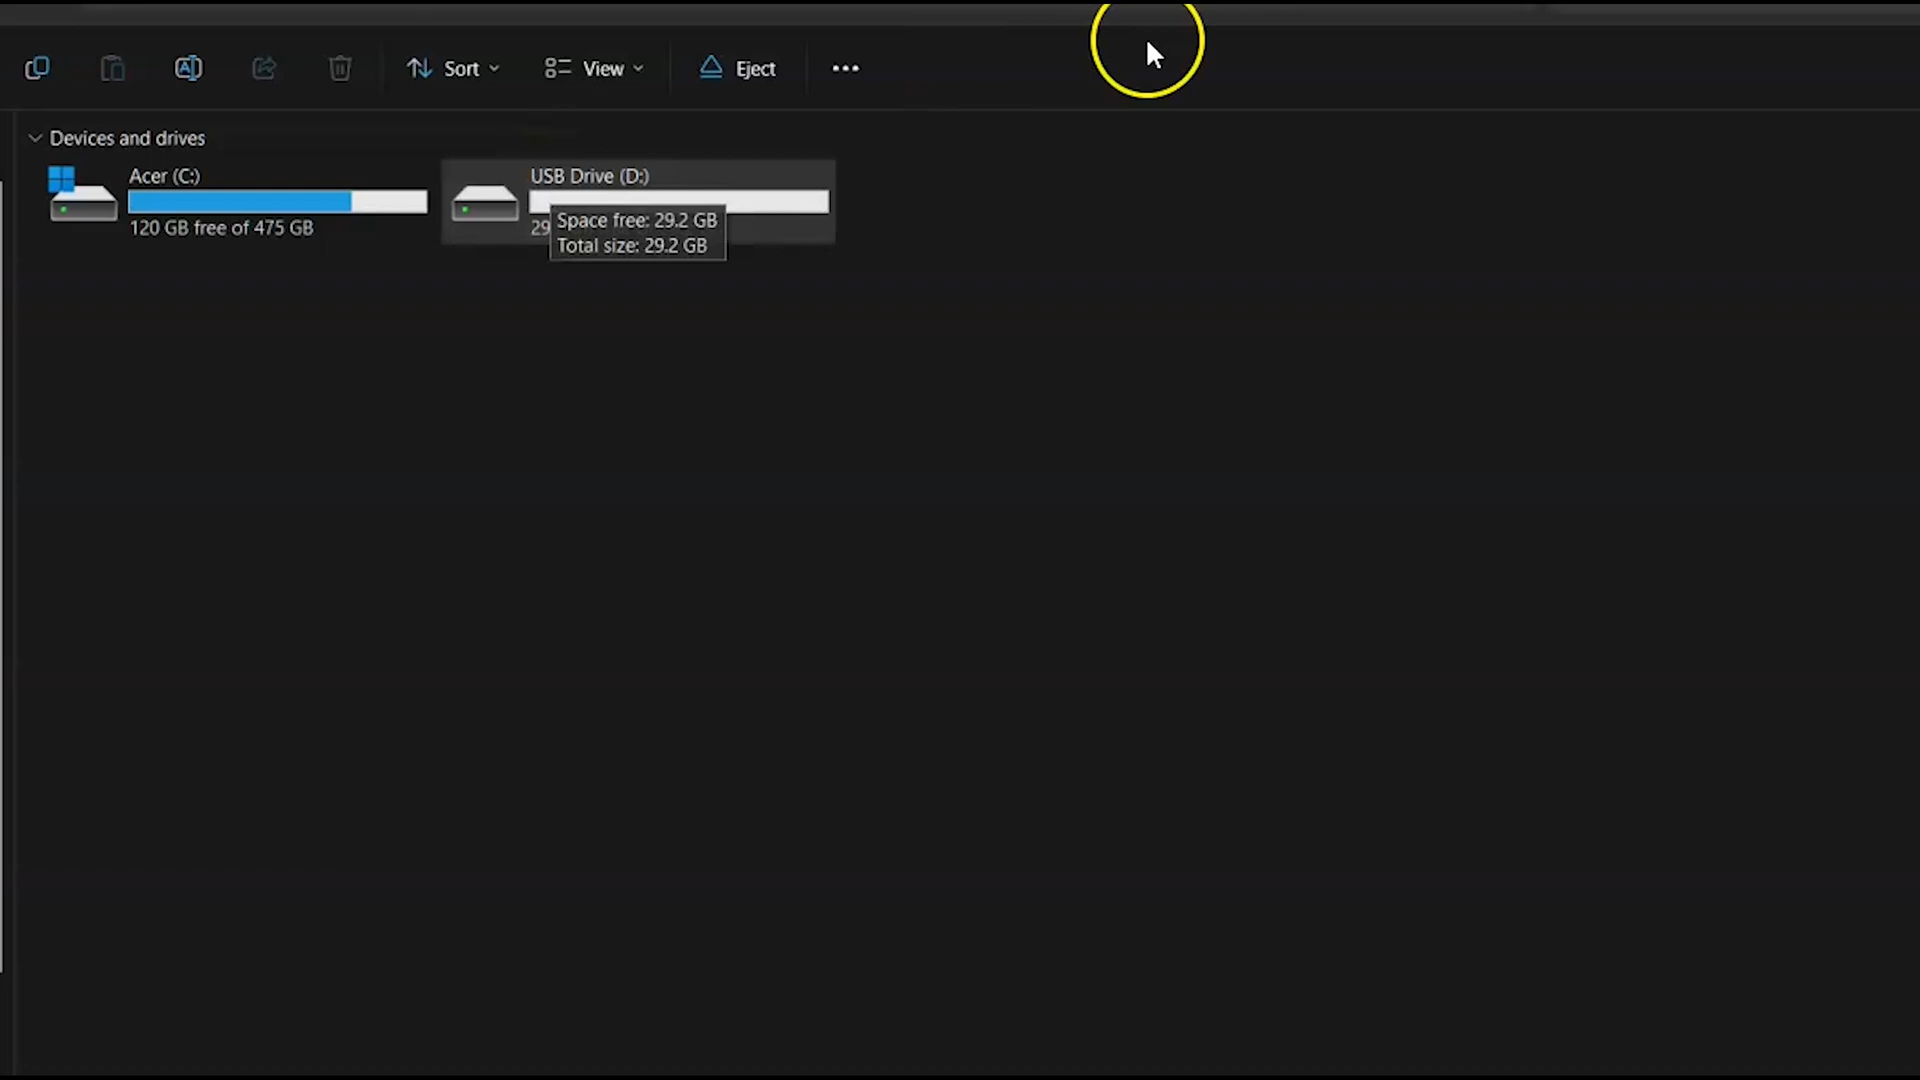 Sort
View
Eject
Devices and drives
Acer (C:)
120 GB free of 475 GB
USB Drive (D:)
29
Space free: 29.2 GB
Total size: 29.2 GB